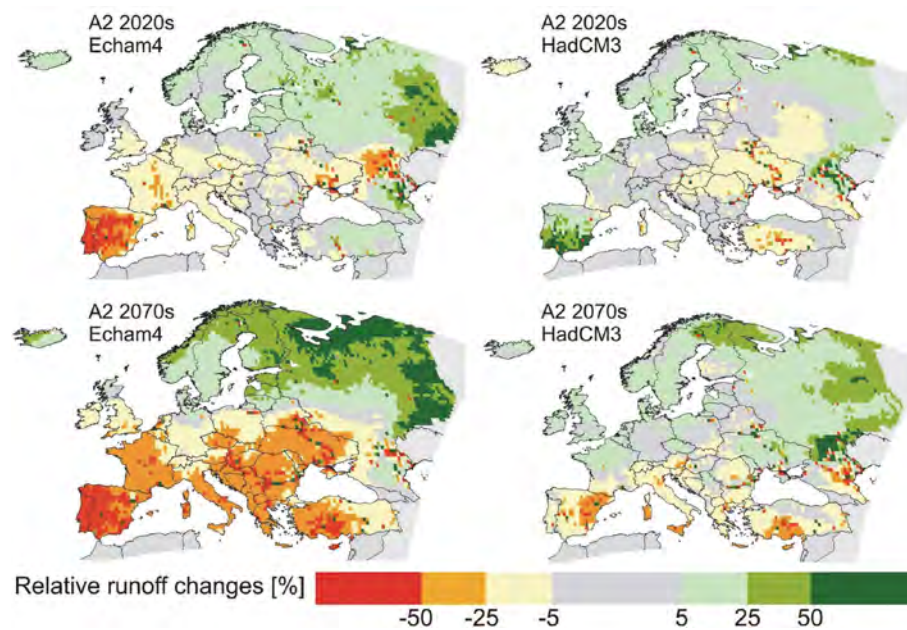 A2 2020s
Echam4
A2 2020s
HadCM3
A2 2070s
Echam4
A2 2070s
HadCM3
Relative runoff changes [%]
-50 -25 -5 5 25 50